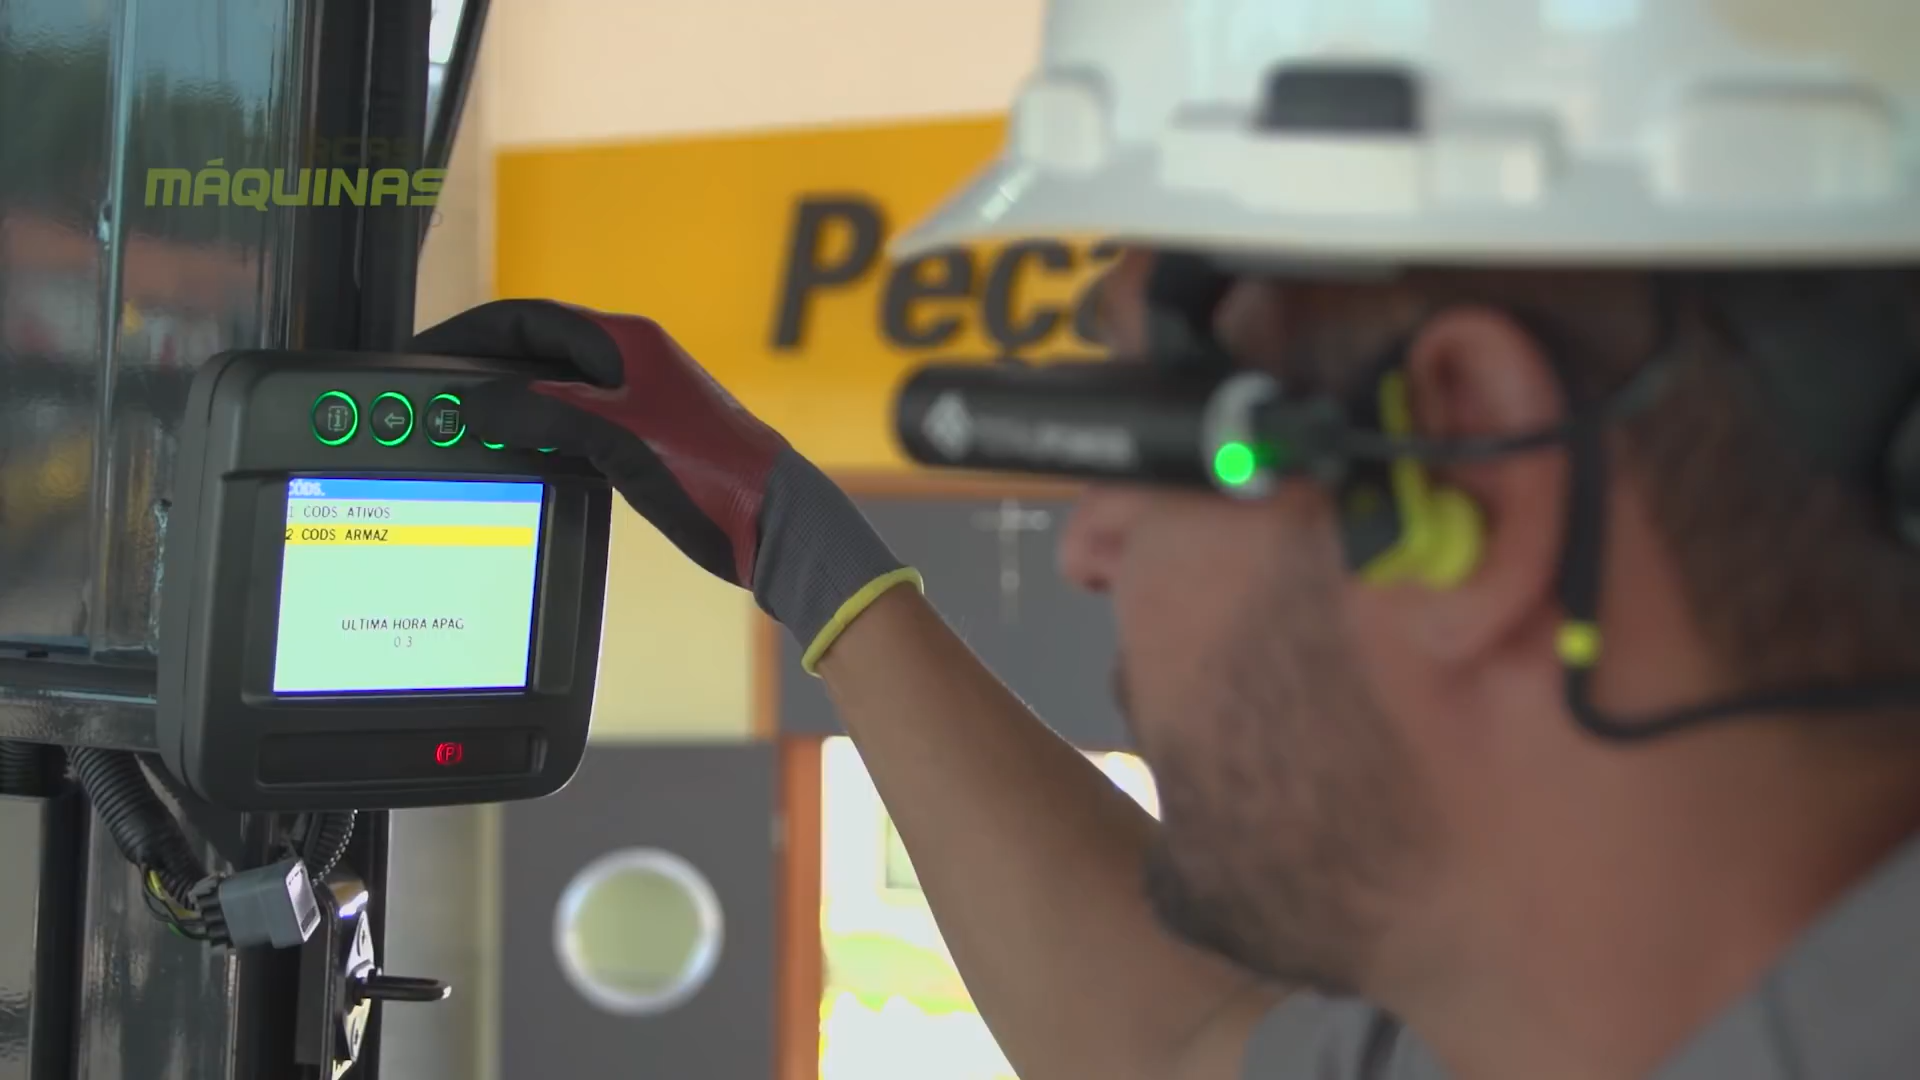 MÁQUINAS
Peça
CÓDS.
1 CODS ATIVOS
2 CODS ARMAZ
ULTIMA HORA APAG
0.3
P